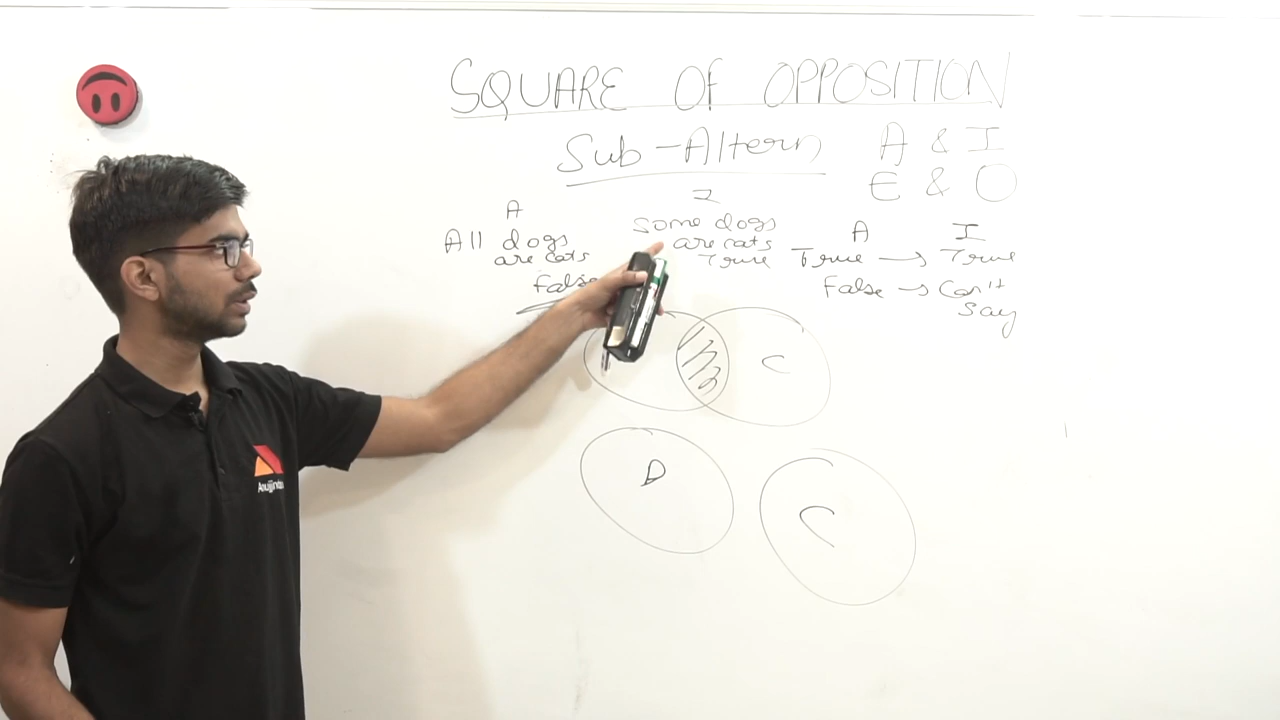 SQUARE OF OPPOSITION
Sub-Altern A & I
E & O
A
All dogs
are cats
False
I
Some dogs
are cats
True
A I
True → True
False → Can't
Say
C
D
C